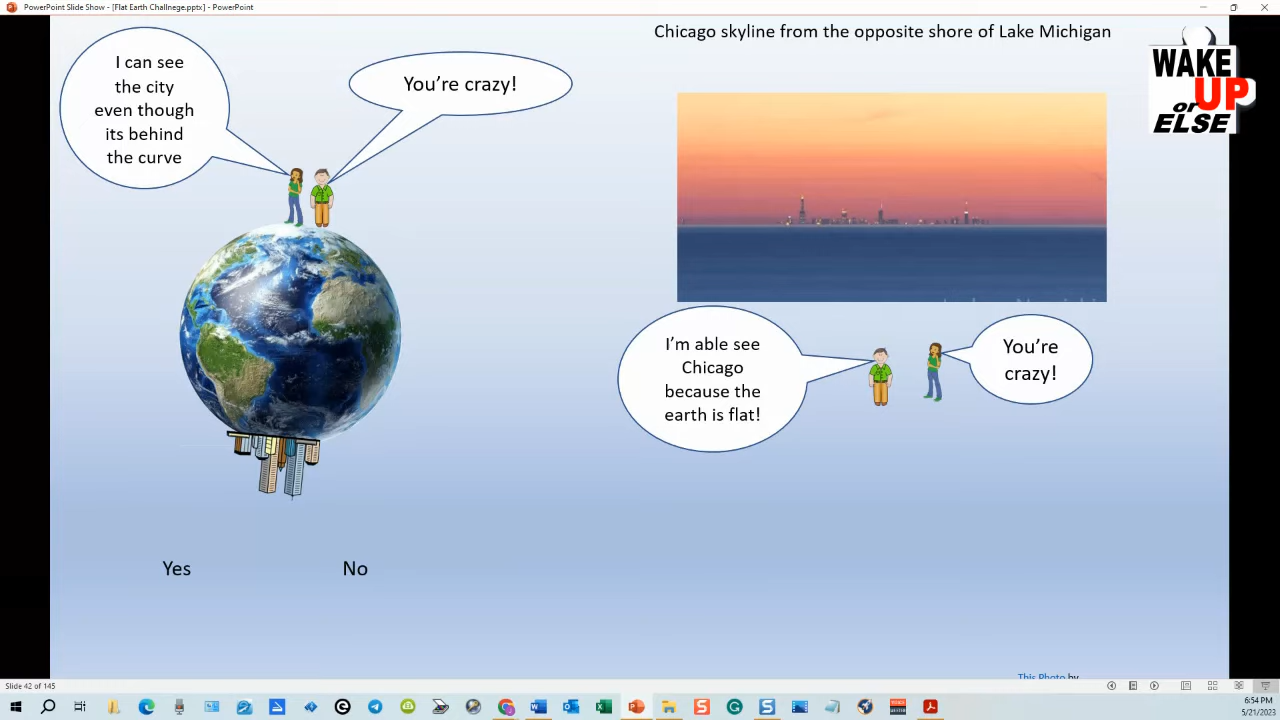 PowerPoint Slide Show - [Flat Earth Challnege.pptx] - PowerPoint
Chicago skyline from the opposite shore of Lake Michigan
WAKE
UP
or
ELSE
I can see
the city
even though
its behind
the curve
You're crazy!
I'm able see
Chicago
because the
earth is flat!
You're
crazy!
Yes
No
This Photo by
Slide 42 of 145
6:54 PM
5/21/2023